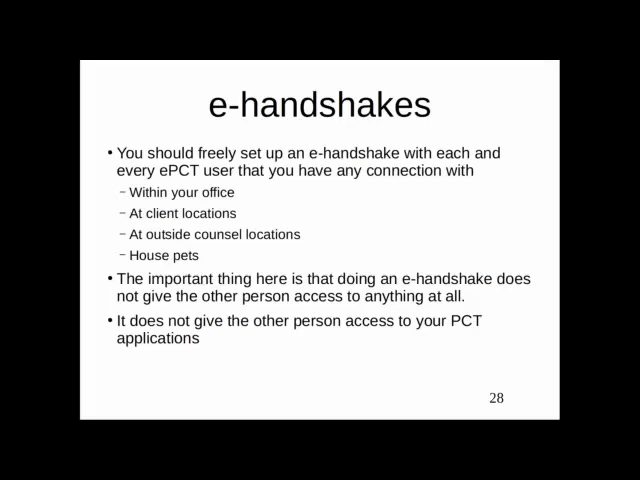 e-handshakes
• You should freely set up an e-handshake with each and
every ePCT user that you have any connection with
– Within your office
– At client locations
– At outside counsel locations
– House pets
• The important thing here is that doing an e-handshake does
not give the other person access to anything at all.
• It does not give the other person access to your PCT
applications
28